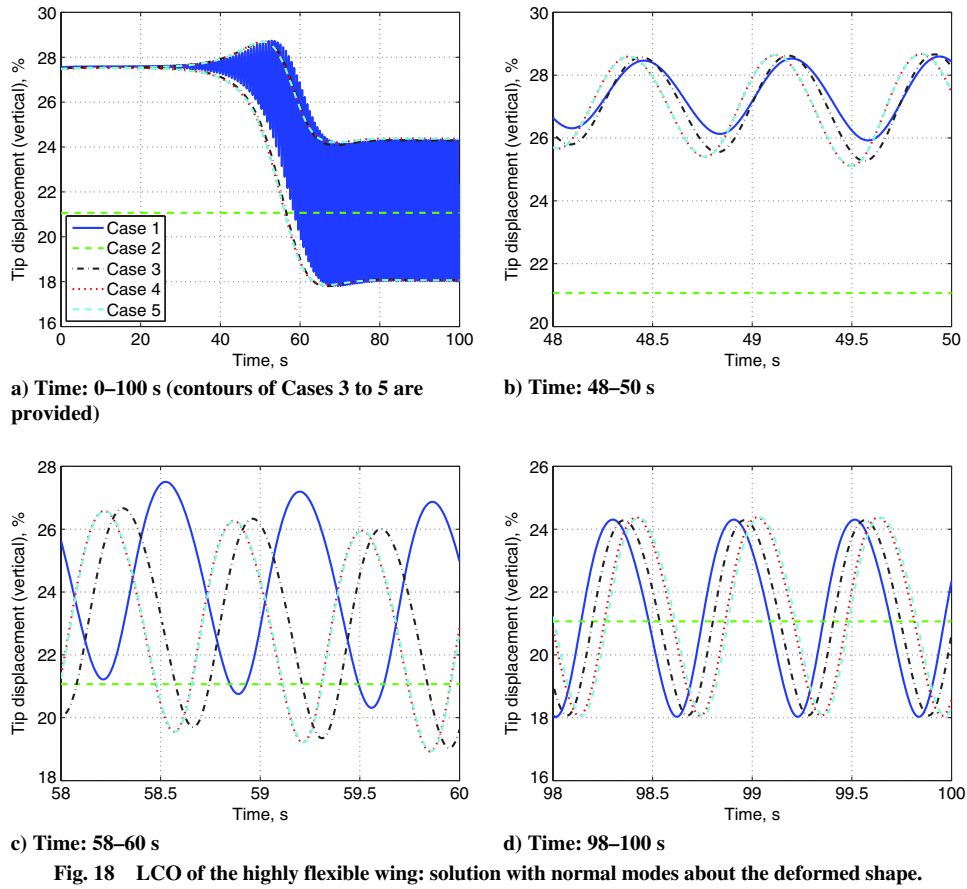 30
28
26
24
22
20
18
16
Tip displacement (vertical), %
Case 1
Case 2
Case 3
Case 4
Case 5
0 20 40 60 80 100
Time, s
a) Time: 0–100 s (contours of Cases 3 to 5 are
provided)
30
28
26
24
22
20
Tip displacement (vertical), %
48 48.5 49 49.5 50
Time, s
b) Time: 48–50 s
28
26
24
22
20
18
Tip displacement (vertical), %
58 58.5 59 59.5 60
Time, s
c) Time: 58–60 s
26
24
22
20
18
16
Tip displacement (vertical), %
98 98.5 99 99.5 100
Time, s
d) Time: 98–100 s
Fig. 18 LCO of the highly flexible wing: solution with normal modes about the deformed shape.